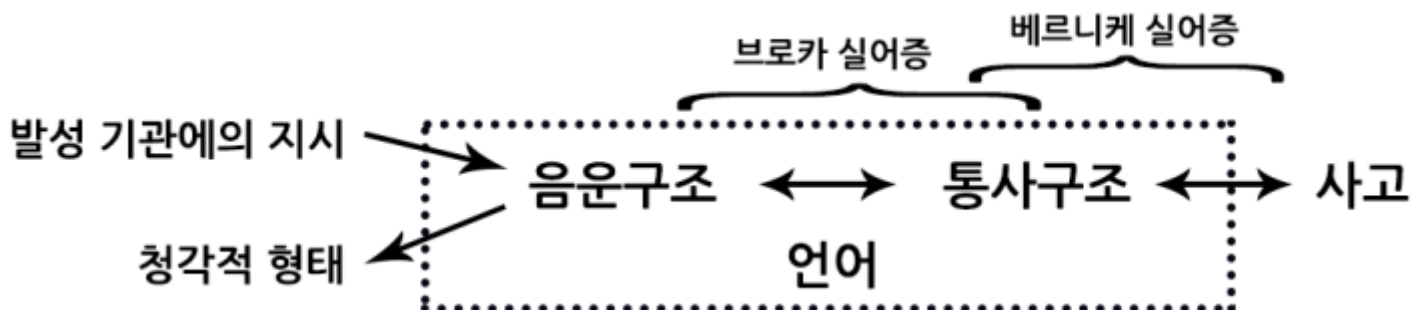 베르니케 실어증
브로카 실어증
발성 기관에의 지시
음운구조 통사구조 사고
청각적 형태 언어